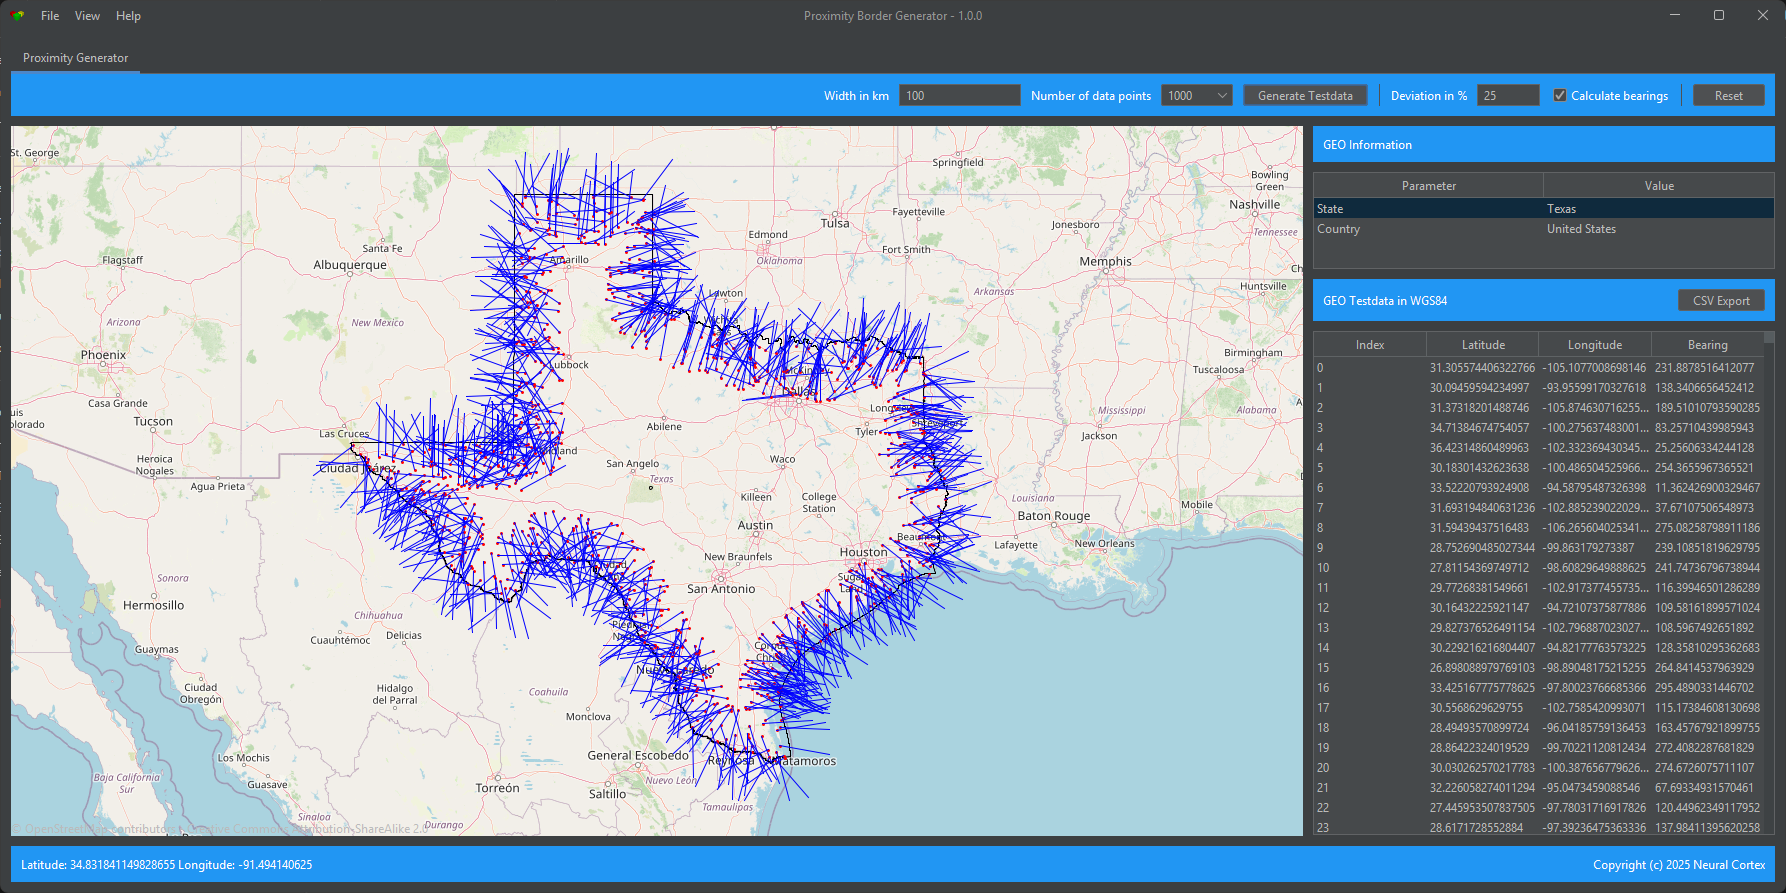 File View Help
Proximity Border Generator - 1.0.0
Proximity Generator
Width in km 100 Number of data points 1000 Generate Testdata Deviation in % 25 Calculate bearings Reset
St. George
Springfield
Bowling Green
Nashville
Tulsa
Fayetteville
Jonesboro
Tennessee
Santa Fe
Edmond
Flagstaff
Albuquerque
Amarillo
Oklahoma
Fort Smith
Memphis
Huntsville
Arkansas
Lawton
Arizona
New Mexico
Phoenix
Birmingham
Lubbock
Tuscaloosa
Casa Grande
Mississippi
Alabama
Tucson
Las Cruces
Abilene
Tyler
Jackson
Heroica Nogales
San Angelo
Waco
Texas
Agua Prieta
Killeen
College Station
Louisiana
Mobile
Austin
Baton Rouge
Houston
Lafayette
New Orleans
New Braunfels
Sonora
San Antonio
Hermosillo
Chihuahua
Cuauhtémoc
Delicias
Guaymas
Ciudad Obregón
Hidalgo del Parral
Coahuila
Monclova
Los Mochis
General Escobedo
Reynosa
Matamoros
Baja California Sur
Guasave
Torreón
Nuevo León
Saltillo
Tamaulipas
Sinaloa
Durango
© OpenStreetMap contributors, Creative Commons Attribution-ShareAlike 2.0
GEO Information
Parameter Value
State Texas
Country United States
GEO Testdata in WGS84 CSV Export
Index Latitude Longitude Bearing
0 31.305574406322766 -105.1077008698146 231.8878516412077
1 30.09459594234997 -93.95599170327618 138.3406656452412
2 31.37318201488746 -105.874630716255... 189.51010793590285
3 34.71384674754057 -100.275637483001... 83.25710439985943
4 36.42314860489963 -102.332369430345... 25.25606334244128
5 30.18301432623638 -100.486504525966... 254.3655967365521
6 33.52220793924908 -94.58795487326398 11.362426900329467
7 31.693194840631236 -102.885239022029... 37.67107506548973
8 31.59439437516483 -106.265604025341... 275.08258798911186
9 28.752690485027344 -99.863179273387 239.10851819629795
10 27.81154369749712 -98.60829649888625 241.74736796738944
11 29.77268381549661 -102.917377455735... 116.39946501286289
12 30.16432225921147 -94.72107375877886 109.58161899571024
13 29.827376526491154 -102.796887023027... 108.5967492651892
14 30.229216216804407 -94.82177763573225 128.35810295362683
15 26.898088979769103 -98.89048175215255 264.8414537963929
16 33.425167775778625 -97.80023766685366 295.4890331446702
17 30.5568629629755 -102.7585420993071 115.17384608130698
18 28.49493570899724 -96.04185759136453 163.45767921899755
19 28.86422324019529 -99.70221120812434 272.4082287681829
20 30.030262570217783 -100.387656779626... 274.6726075711107
21 32.226058274011294 -95.0473459088546 67.69334931570461
22 27.445953507837505 -97.78031716917826 120.44962349117952
23 28.6171728552884 -97.39236475363336 137.98411395620258
Latitude: 34.831841149828655 Longitude: -91.494140625
Copyright (c) 2025 Neural Cortex